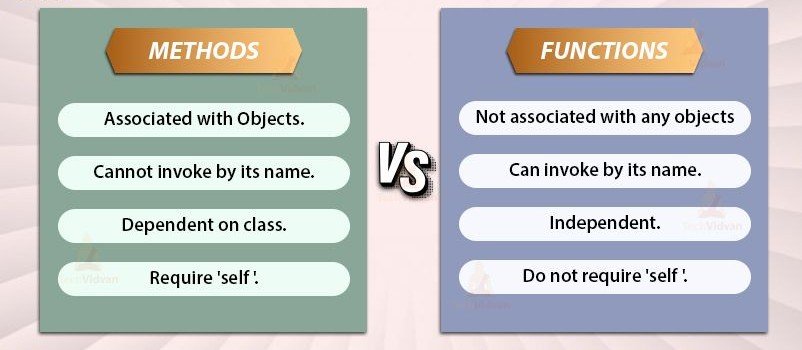 METHODS
Associated with Objects.
Cannot invoke by its name.
Dependent on class.
Require 'self '.
VS
FUNCTIONS
Not associated with any objects
Can invoke by its name.
Independent.
Do not require 'self '.
TechVidvan